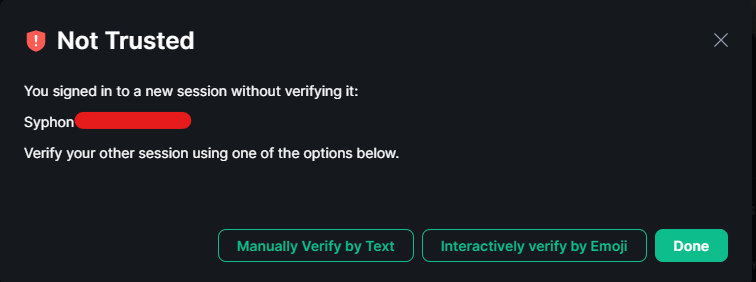 Not Trusted
You signed in to a new session without verifying it:
Syphon
Verify your other session using one of the options below.
Manually Verify by Text
Interactively verify by Emoji
Done